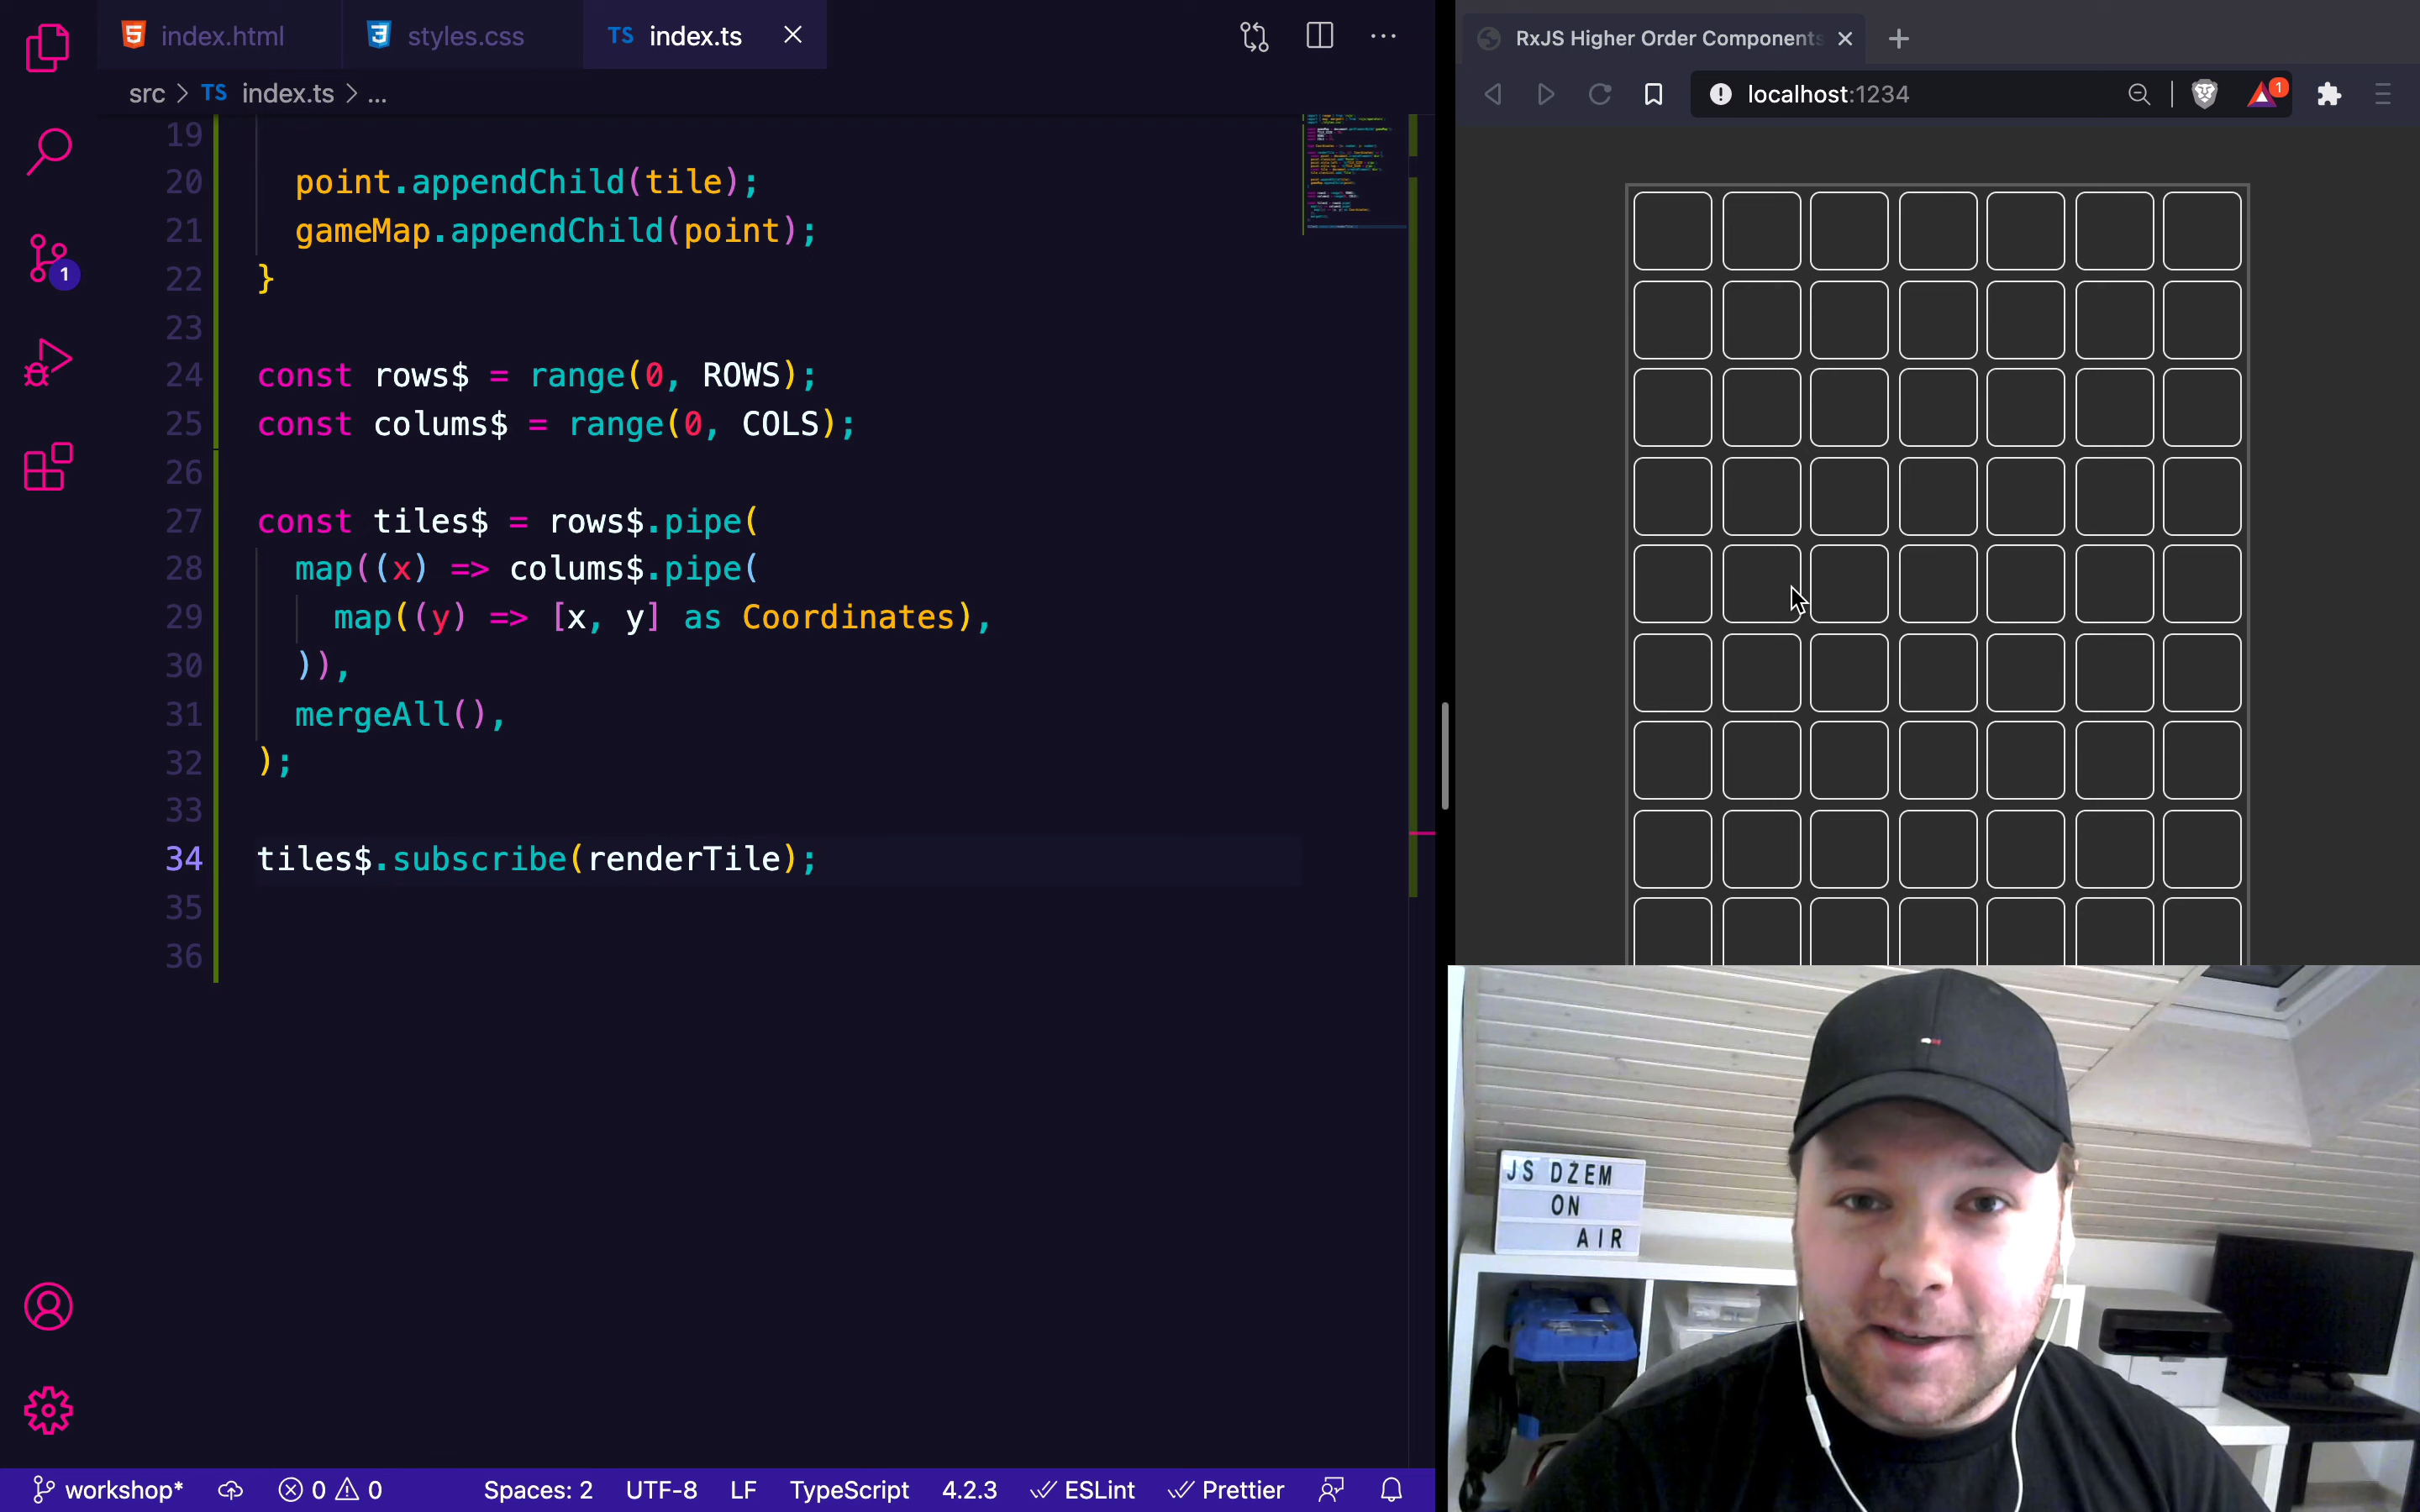 index.html
styles.css
TS index.ts
src > TS index.ts > ...
19
20 point.appendChild(tile);
21 gameMap.appendChild(point);
22 }
23
24 const rows$ = range(0, ROWS);
25 const colums$ = range(0, COLS);
26
27 const tiles$ = rows$.pipe(
28 map((x) => colums$.pipe(
29 map((y) => [x, y] as Coordinates),
30 )),
31 mergeAll(),
32 );
33
34 tiles$.subscribe(renderTile);
35
36
1
workshop* 0 0 Spaces: 2 UTF-8 LF TypeScript 4.2.3 ESLint Prettier
RxJS Higher Order Components
localhost:1234
1
JS DŻEM
ON
AIR